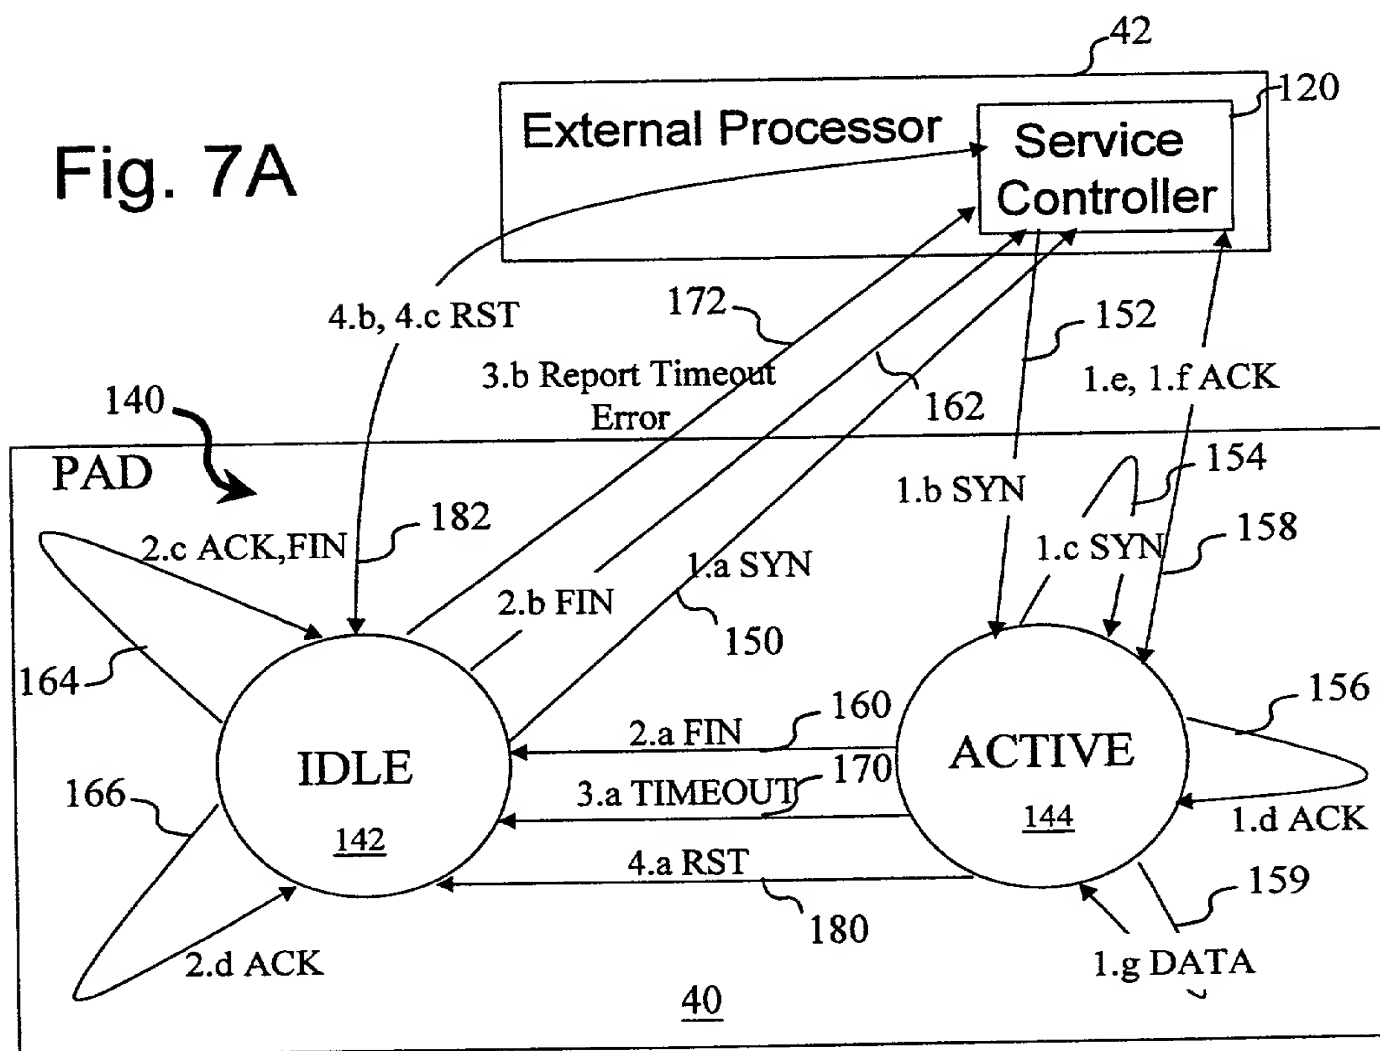 42
120
External Processor
Service
Controller
Fig. 7A
4.b, 4.c RST
172
152
3.b Report Timeout
Error
162
1.e, 1.f ACK
140
PAD
154
1.b SYN
182
2.c ACK,FIN
1.a SYN
1.c SYN
158
2.b FIN
150
164
156
160
2.a FIN
IDLE
ACTIVE
170
3.a TIMEOUT
166
142
144
1.d ACK
4.a RST
159
180
2.d ACK
1.g DATA
40